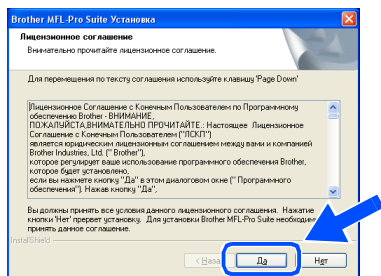 Brother MFL-Pro Suite Установка
Лицензионное соглашение
Внимательно прочитайте лицензионное соглашение.
Для перемещения по тексту соглашения используйте клавишу 'Page Down'
Лицензионное Соглашение с Конечным Пользователем по Программному
обеспечению Brother - ВНИМАНИЕ,
ПОЖАЛУЙСТА,ВНИМАТЕЛЬНО ПРОЧИТАЙТЕ.: Настоящее Лицензионное
Соглашение с Конечным Пользователем ("ЛСКП")
является юридическим лицензионным соглашением между вами и компанией
Brother Industries, Ltd. (" Brother"),
которое регулирует ваше использование программного обеспечения Brother,
которое будет установлено,
если вы нажмете кнопку "Да" в этом диалоговом окне (" Программного
обеспечения"). Нажав кнопку "Да",
Вы должны принять все условия данного лицензионного соглашения. Нажатие
кнопки 'Нет' прервет установку. Для установки Brother MFL-Pro Suite необходимо
принять данное соглашение.
InstallShield
< Наза Да Нет